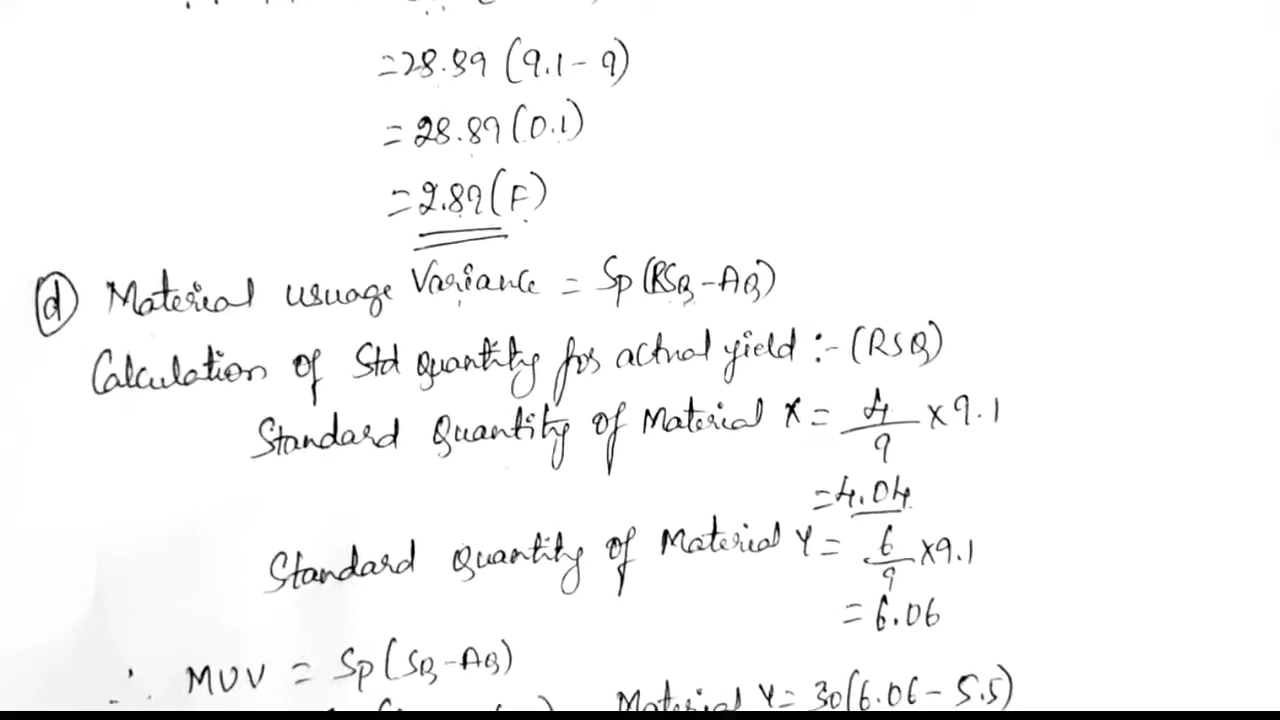 =28.89 (9.1 - 9)
= 28.89 (0.1)
= 2.89 (F)
(d) Material usuage Variance = Sp (RSQ - AQ)
Calculation of Std Quantity for actual yield :- (RSQ)
Standard Quantity of Material X = 4/9 x 9.1
= 4.04
Standard Quantity of Material Y = 6/9 x 9.1
= 6.06
∴ MUV = Sp (SQ - AQ)
Material Y = 30(6.06 - 5.5)